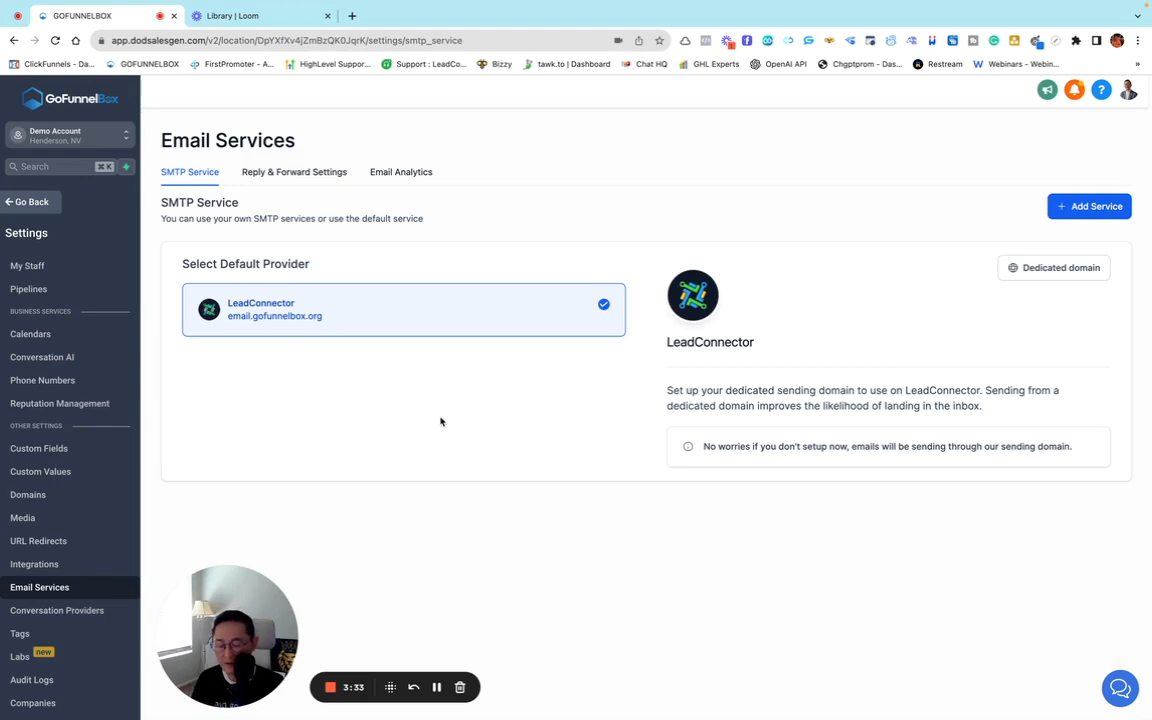 GOFUNNELBOX
Library | Loom
app.dodsalesgen.com/v2/location/DpYXfXv4jZmBzQK0JqrK/settings/smtp_service
ClickFunnels - Da...
GOFUNNELBOX
FirstPromoter - A...
HighLevel Suppor...
Support : LeadCo...
Bizzy
tawk.to | Dashboard
Chat HQ
GHL Experts
OpenAI API
Chgptprom - Das...
Restream
Webinars - Webin...
GOFUNNELBOX
Demo Account
Henderson, NV
Search
⌘ K
Go Back
Settings
My Staff
Pipelines
BUSINESS SERVICES
Calendars
Conversation AI
Phone Numbers
Reputation Management
OTHER SETTINGS
Custom Fields
Custom Values
Domains
Media
URL Redirects
Integrations
Email Services
Conversation Providers
Tags
Labs new
Audit Logs
Companies
Email Services
SMTP Service
Reply & Forward Settings
Email Analytics
SMTP Service
You can use your own SMTP services or use the default service
+ Add Service
Select Default Provider
LeadConnector
email.gofunnelbox.org
Dedicated domain
LeadConnector
Set up your dedicated sending domain to use on LeadConnector. Sending from a
dedicated domain improves the likelihood of landing in the inbox.
No worries if you don't setup now, emails will be sending through our sending domain.
3:33